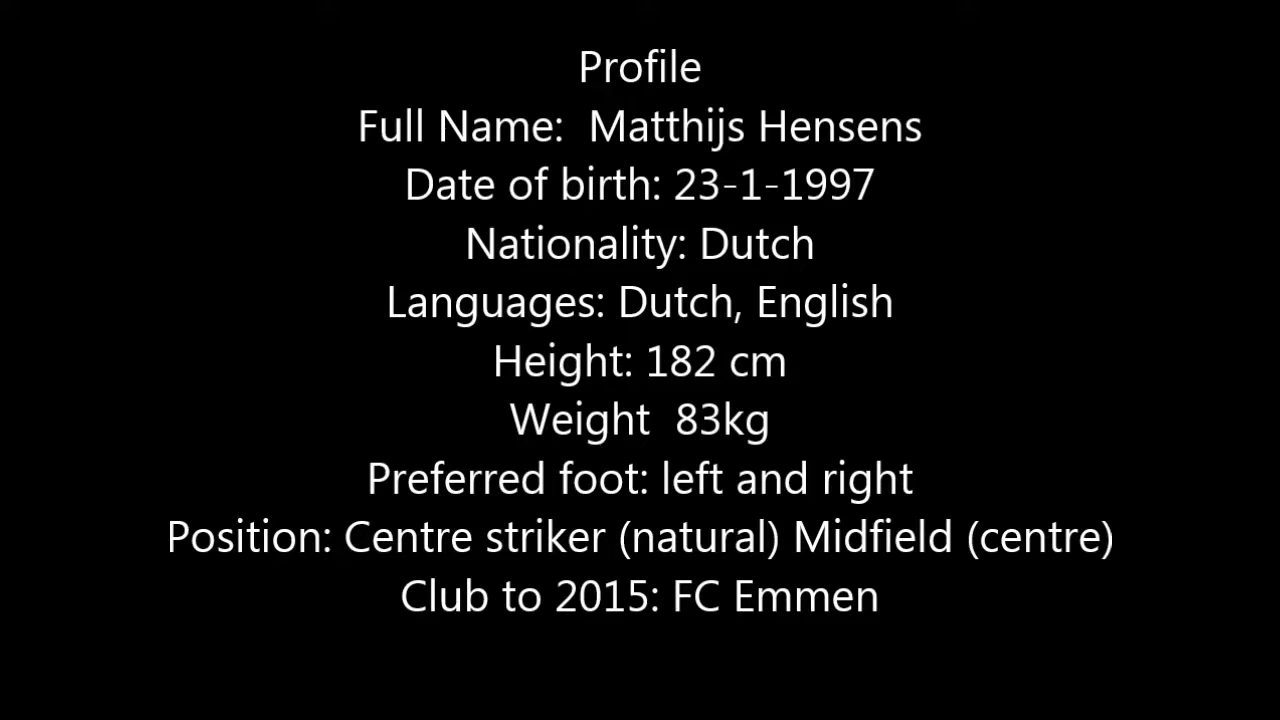 Profile
Full Name:  Matthijs Hensens
Date of birth: 23-1-1997
Nationality: Dutch
Languages: Dutch, English
Height: 182 cm
Weight  83kg
Preferred foot: left and right
Position: Centre striker (natural) Midfield (centre)
Club to 2015: FC Emmen